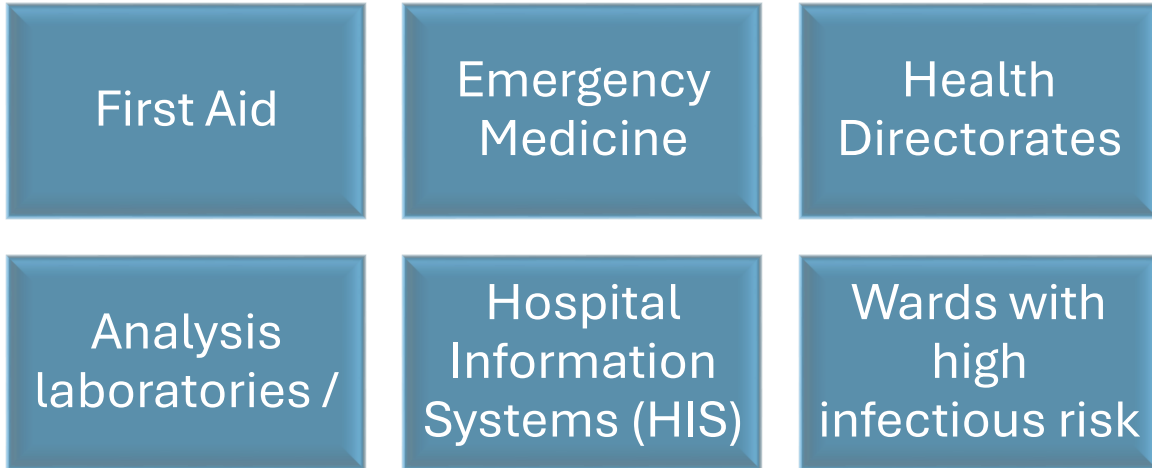 First Aid
Emergency
Medicine
Health
Directorates
Analysis
laboratories /
Hospital
Information
Systems (HIS)
Wards with
high
infectious risk